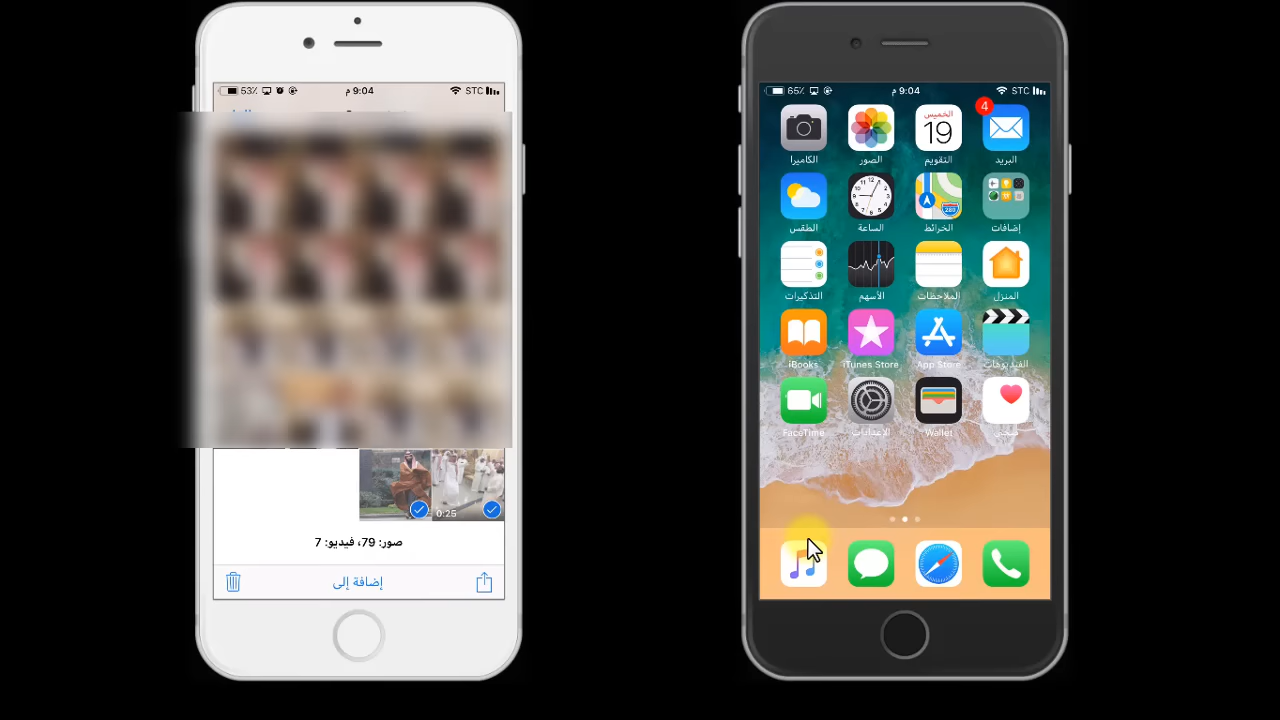 53% 9:04 م STC
0:25
صور: 79، فيديو: 7
إضافة إلى
65% 9:04 م STC
4
الخميس
19
البريد
التقويم
الصور
الكاميرا
280
إضافات
الخرائط
الساعة
الطقس
المنزل
الملاحظات
الأسهم
التذكيرات
الفيديوهات
App Store
iTunes Store
iBooks
صحتي
Wallet
الإعدادات
FaceTime